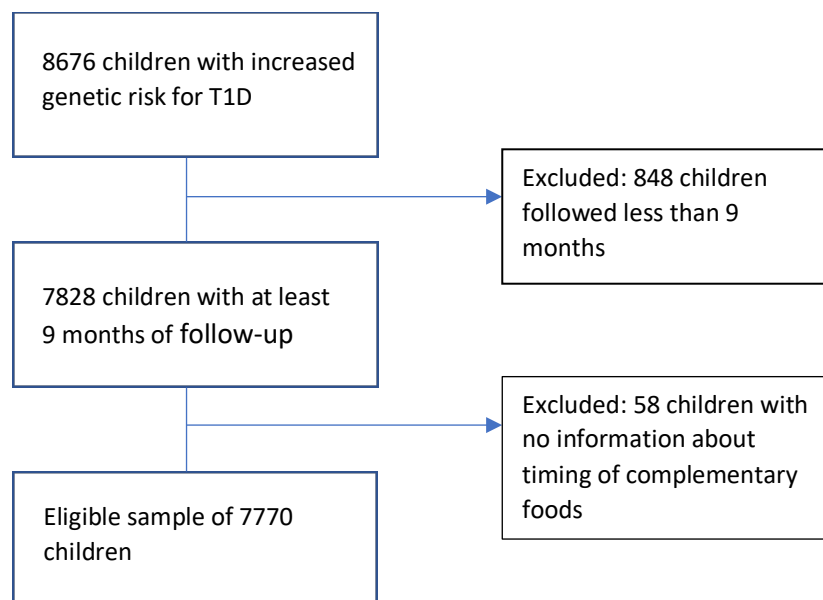 8676 children with increased
genetic risk for T1D
Excluded: 848 children
followed less than 9
months
7828 children with at least
9 months of follow-up
Excluded: 58 children with
no information about
timing of complementary
foods
Eligible sample of 7770
children